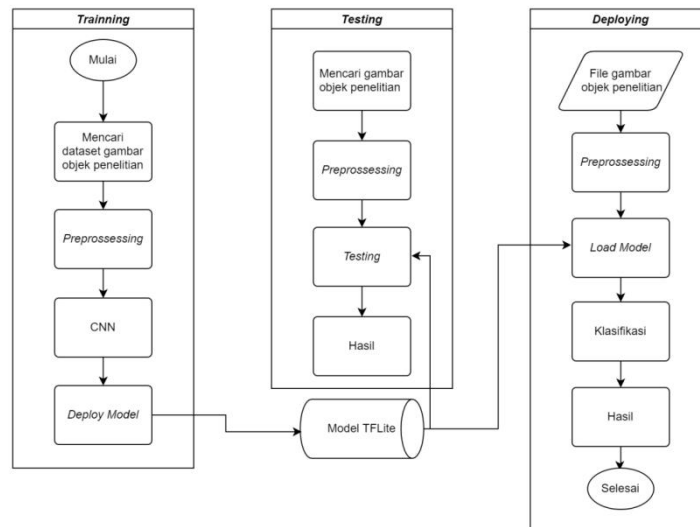 Trainning
Mulai
Mencari
dataset gambar
objek penelitian
Preprossessing
CNN
Deploy Model
Testing
Mencari gambar
objek penelitian
Preprossessing
Testing
Hasil
Model TFLite
Deploying
File gambar
objek penelitian
Preprossessing
Load Model
Klasifikasi
Hasil
Selesai